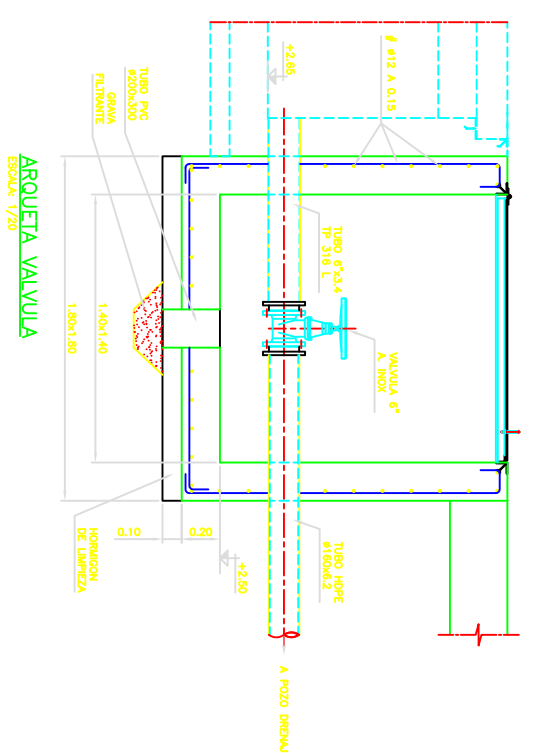 # ø12 A 0.15
+2.65
TUBO PVC
ø200x300
GRAVA
FILTRANTE
TUBO 6"x3.4
TP 316 L
VALVULA 6"
A. INOX
TUBO HDPE
ø160x6.2
A POZO DRENAJ
+2.50
0.20
0.10
HORMIGON
DE LIMPIEZA
1.40x1.40
1.80x1.80
ARQUETA VALVULA
ESCALA: 1/20